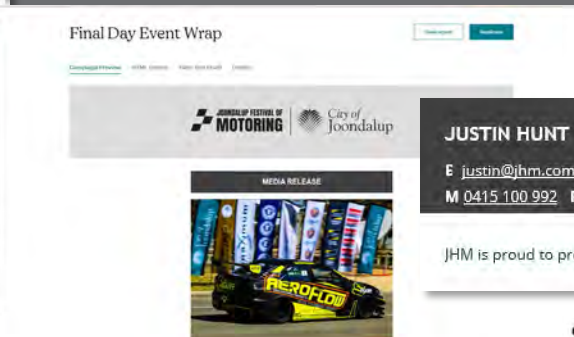 Final Day Event Wrap
JOONDALUP FESTIVAL OF
MOTORING
City of
Joondalup
MEDIA RELEASE
AEROFLOW
JUSTIN HUNT
E justin@jhm.com
M 0415 100 992
JHM is proud to pr